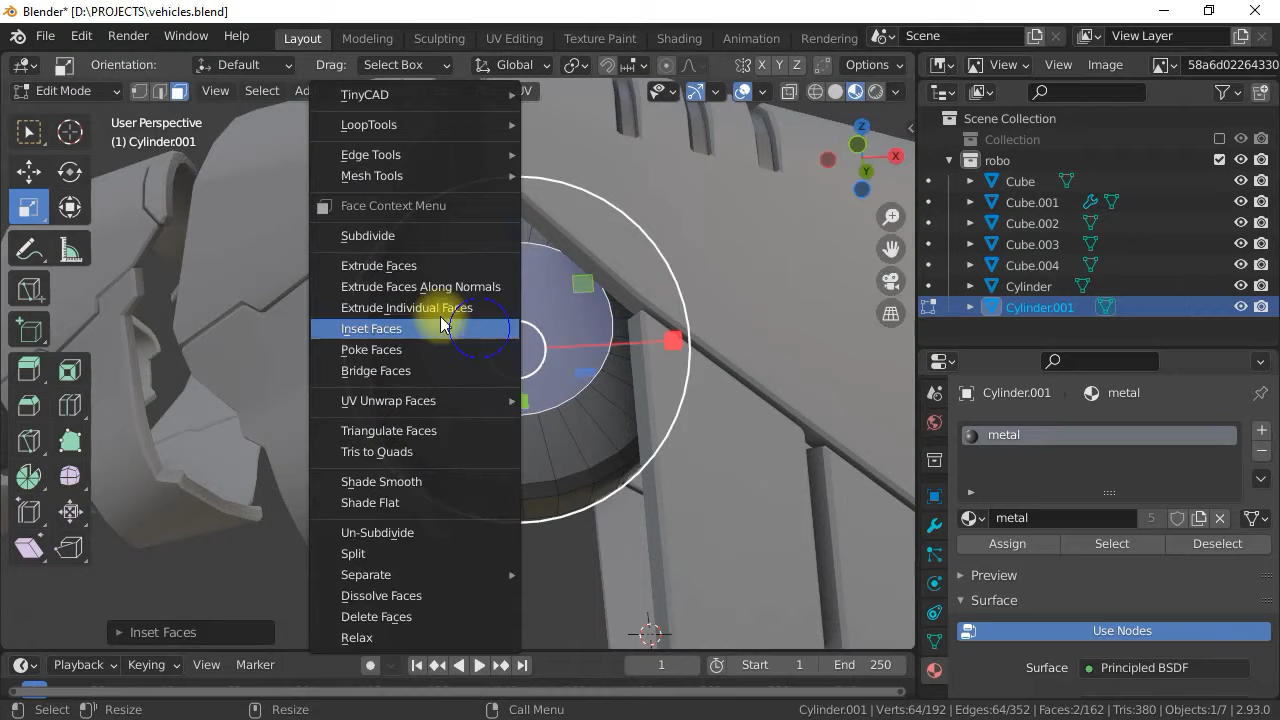 Blender* [D:\PROJECTS\vehicles.blend]
File Edit Render Window Help Layout Modeling Sculpting UV Editing Texture Paint Shading Animation Rendering Scene View Layer
Orientation: Default Drag: Select Box Global X Y Z Options View View Image 58a6d02264330
Edit Mode View Select UV
User Perspective
(1) Cylinder.001
TinyCAD
LoopTools
Edge Tools
Mesh Tools
Face Context Menu
Subdivide
Extrude Faces
Extrude Faces Along Normals
Extrude Individual Faces
Inset Faces
Poke Faces
Bridge Faces
UV Unwrap Faces
Triangulate Faces
Tris to Quads
Shade Smooth
Shade Flat
Un-Subdivide
Split
Separate
Dissolve Faces
Delete Faces
Relax
Inset Faces
Z
X
Y
Scene Collection
Collection
robo
Cube
Cube.001
Cube.002
Cube.003
Cube.004
Cylinder
Cylinder.001
Cylinder.001 metal
metal
metal 5
Assign Select Deselect
Preview
Surface
Use Nodes
Surface Principled BSDF
Playback Keying View Marker 1 Start 1 End 250
Select Resize Resize Call Menu Cylinder.001 | Verts:64/192 | Edges:64/352 | Faces:2/162 | Tris:380 | Objects:1/7 | 2.93.0